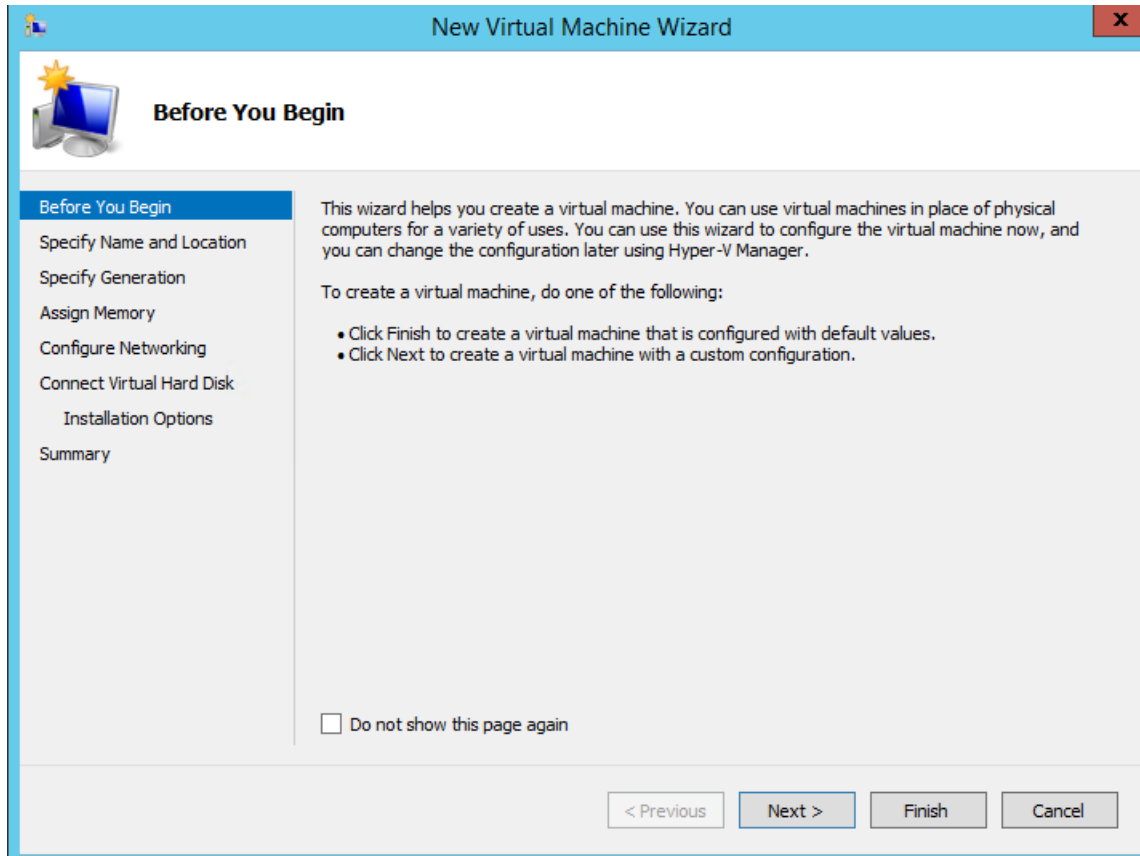 New Virtual Machine Wizard
x
Before You Begin
Before You Begin
Specify Name and Location
Specify Generation
Assign Memory
Configure Networking
Connect Virtual Hard Disk
Installation Options
Summary
This wizard helps you create a virtual machine. You can use virtual machines in place of physical
computers for a variety of uses. You can use this wizard to configure the virtual machine now, and
you can change the configuration later using Hyper-V Manager.
To create a virtual machine, do one of the following:
• Click Finish to create a virtual machine that is configured with default values.
• Click Next to create a virtual machine with a custom configuration.
Do not show this page again
< Previous
Next >
Finish
Cancel